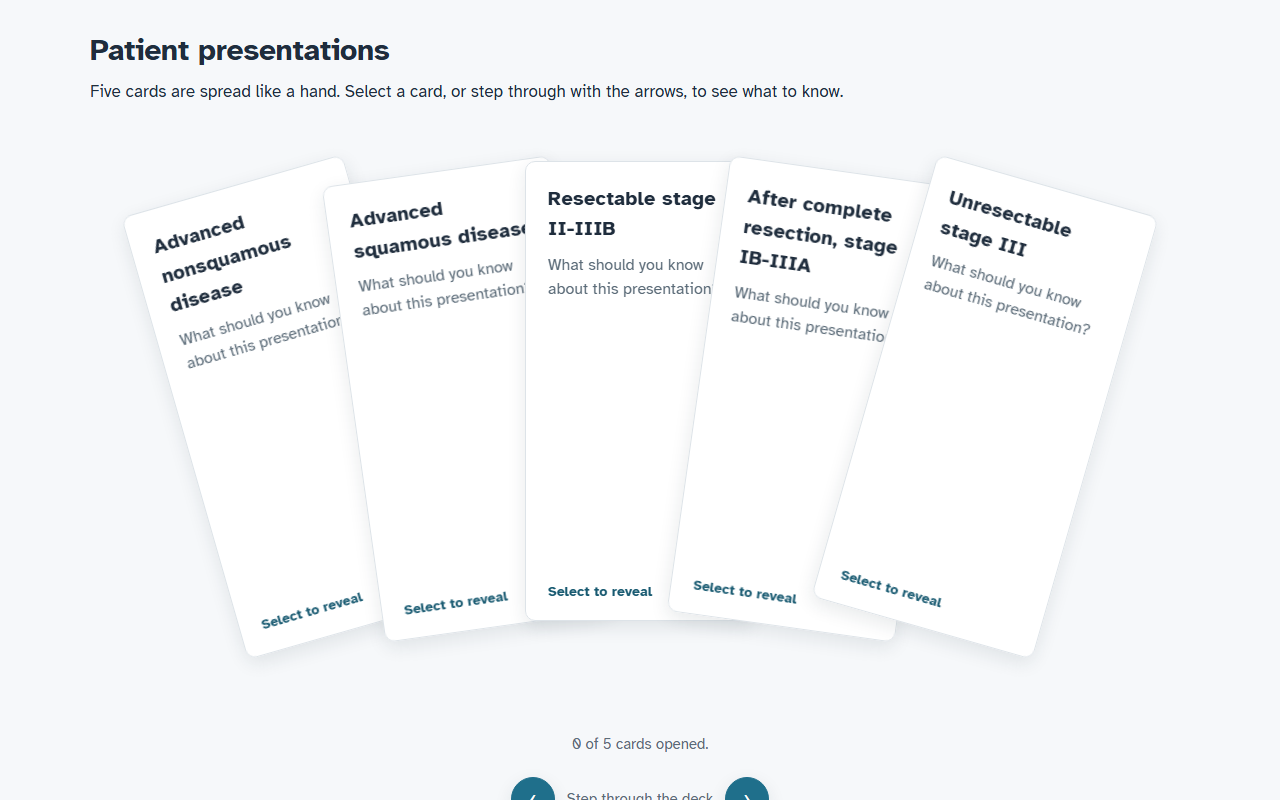 Patient presentations
Five cards are spread like a hand. Select a card, or step through with the arrows, to see what to know.
Advanced
nonsquamous
disease
What should you know
about this presentation
Select to reveal
Advanced
squamous disease
What should you know
about this presentation?
Select to reveal
Resectable stage
II-IIIB
What should you know
about this presentation
Select to reveal
After complete
resection, stage
IB-IIIA
What should you know
about this presentatio
Select to reveal
Unresectable
stage III
What should you know
about this presentation?
Select to reveal
0 of 5 cards opened.
Step through the deck